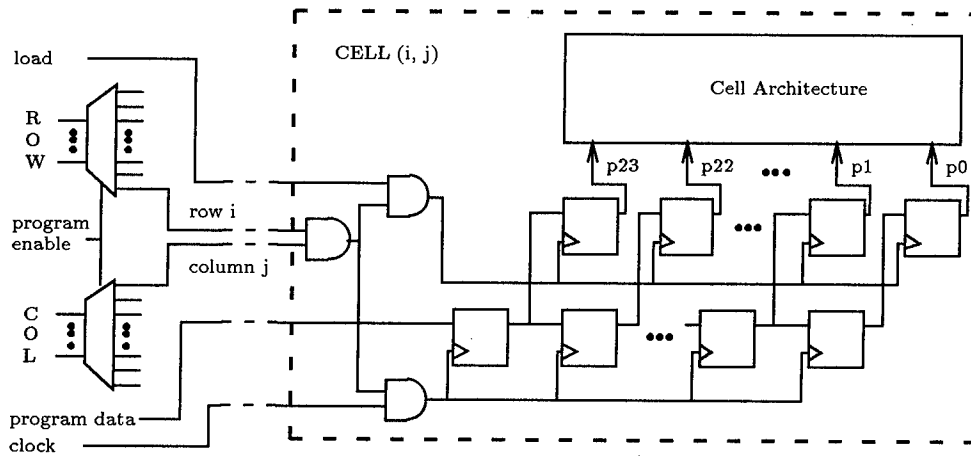 load
CELL (i, j)
Cell Architecture
R
O
W
p23
p22
p1
p0
row i
program
enable
column j
C
O
L
program data
clock